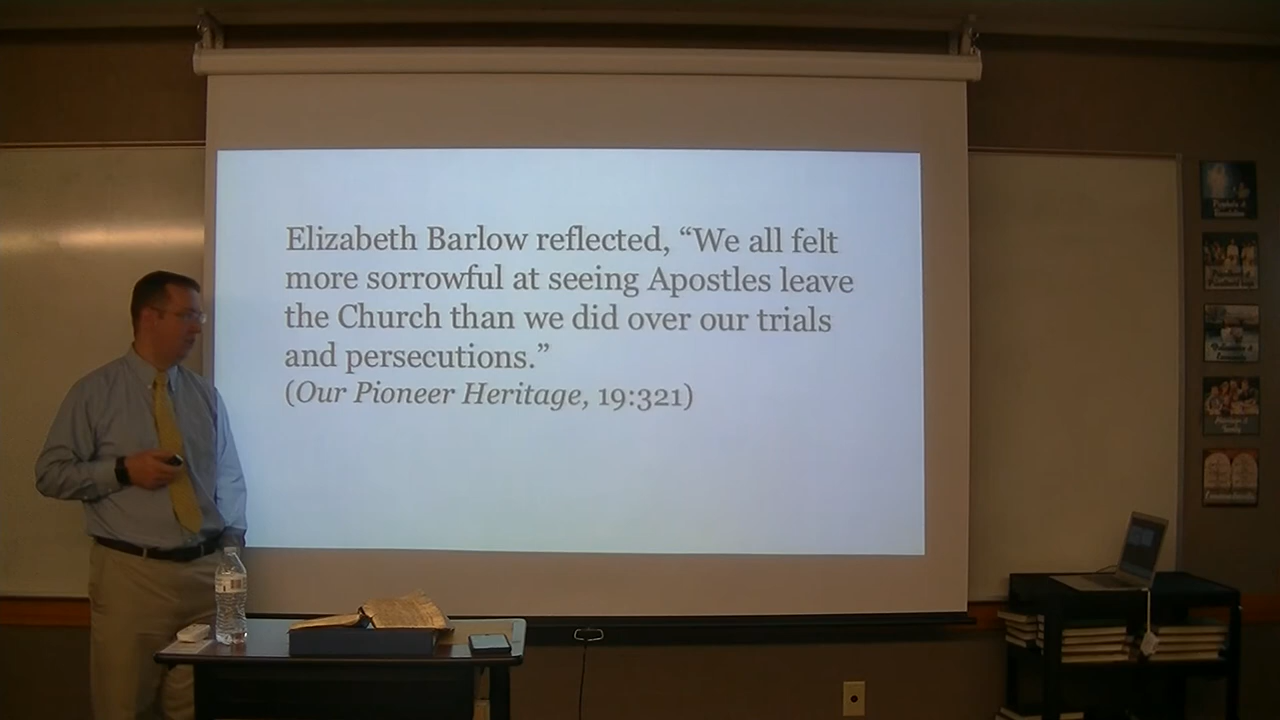 Elizabeth Barlow reflected, “We all felt
more sorrowful at seeing Apostles leave
the Church than we did over our trials
and persecutions.”
(Our Pioneer Heritage, 19:321)